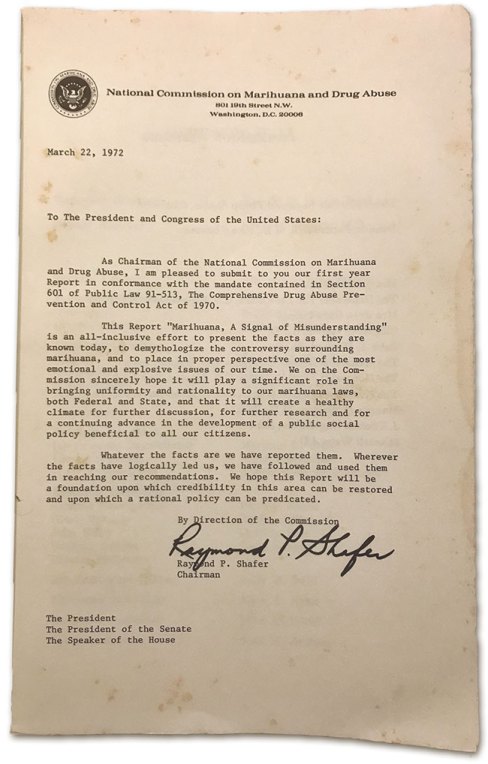 National Commission on Marihuana and Drug Abuse
801 19th Street N.W.
Washington, D.C. 20006
March 22, 1972
To The President and Congress of the United States:
As Chairman of the National Commission on Marihuana
and Drug Abuse, I am pleased to submit to you our first year
Report in conformance with the mandate contained in Section
601 of Public Law 91-513, The Comprehensive Drug Abuse Pre-
vention and Control Act of 1970.
This Report "Marihuana, A Signal of Misunderstanding"
is an all-inclusive effort to present the facts as they are
known today, to demythologize the controversy surrounding
marihuana, and to place in proper perspective one of the most
emotional and explosive issues of our time. We on the Com-
mission sincerely hope it will play a significant role in
bringing uniformity and rationality to our marihuana laws,
both Federal and State, and that it will create a healthy
climate for further discussion, for further research and for
a continuing advance in the development of a public social
policy beneficial to all our citizens.
Whatever the facts are we have reported them. Wherever
the facts have logically led us, we have followed and used them
in reaching our recommendations. We hope this Report will be
a foundation upon which credibility in this area can be restored
and upon which a rational policy can be predicated.
By Direction of the Commission
Raymond P. Shafer
Raymond P. Shafer
Chairman
The President
The President of the Senate
The Speaker of the House